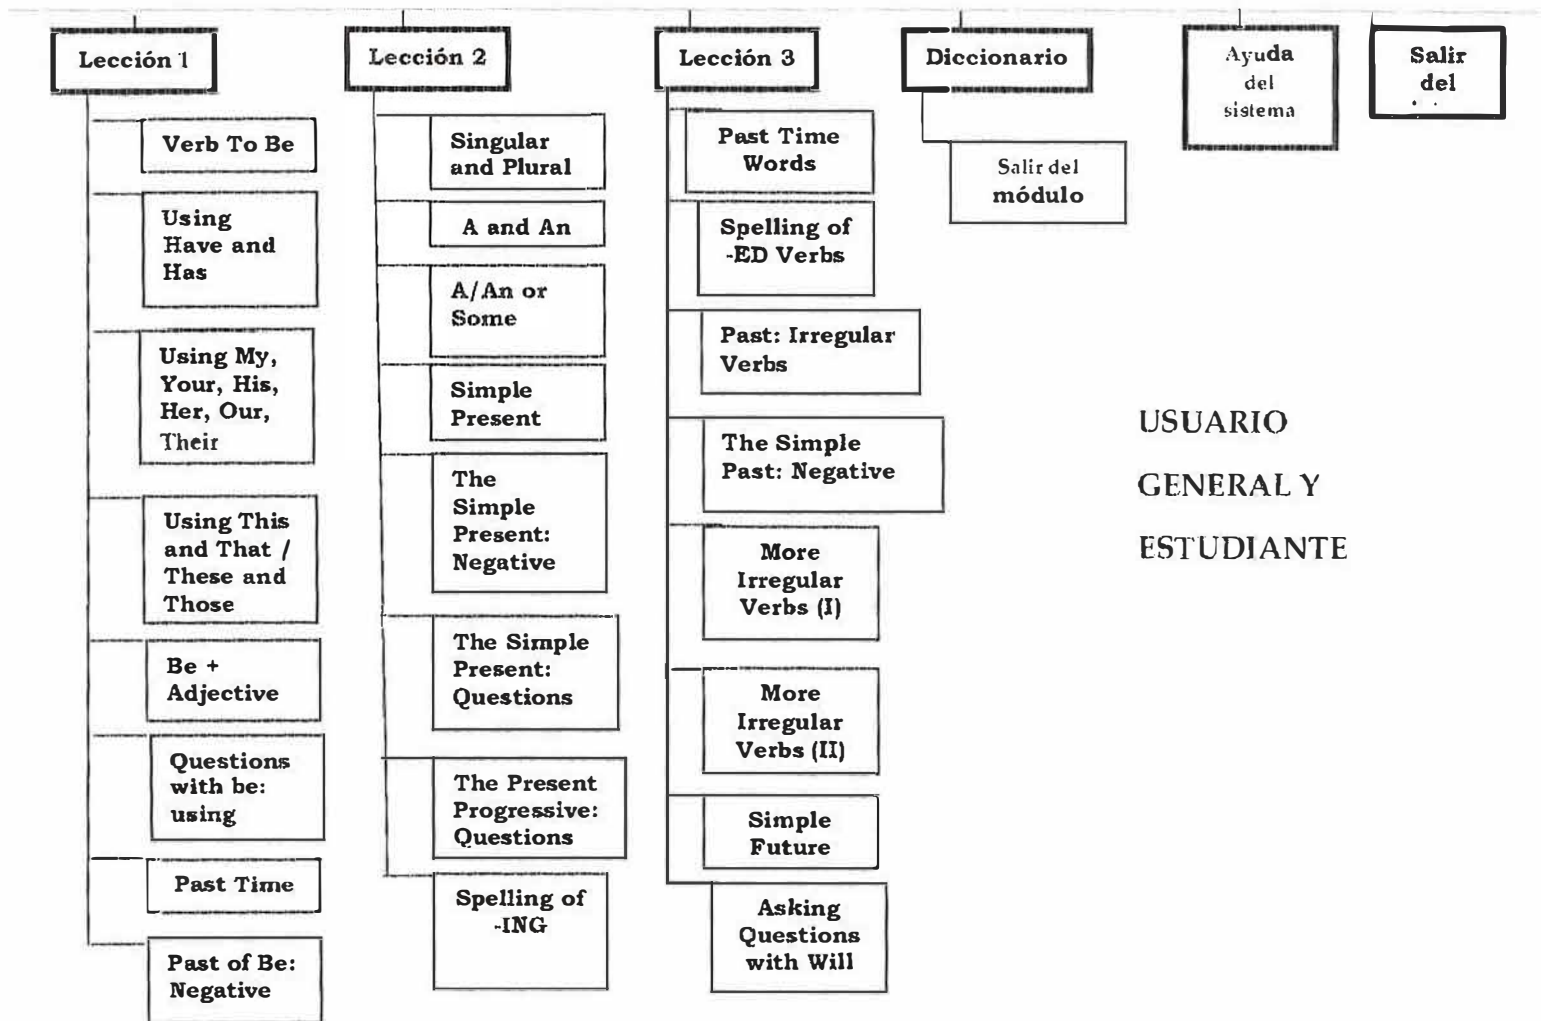 Lección 1
Verb To Be
Using
Have and
Has
Using My,
Your, His,
Her, Our,
Their
Using This
and That /
These and
Those
Be +
Adjective
Questions
with be:
using
Past Time
Past of Be:
Negative
Lección 2
Singular
and Plural
A and An
A/An or
Some
Simple
Present
The
Simple
Present:
Negative
The Simple
Present:
Questions
The Present
Progressive:
Questions
Spelling of
-ING
Lección 3
Past Time
Words
Spelling of
-ED Verbs
Past: Irregular
Verbs
The Simple
Past: Negative
More
Irregular
Verbs (I)
More
Irregular
Verbs (II)
Simple
Future
Asking
Questions
with Will
Diccionario
Salir del
módulo
Ayuda
del
sistema
Salir
del
USUARIO
GENERAL Y
ESTUDIANTE